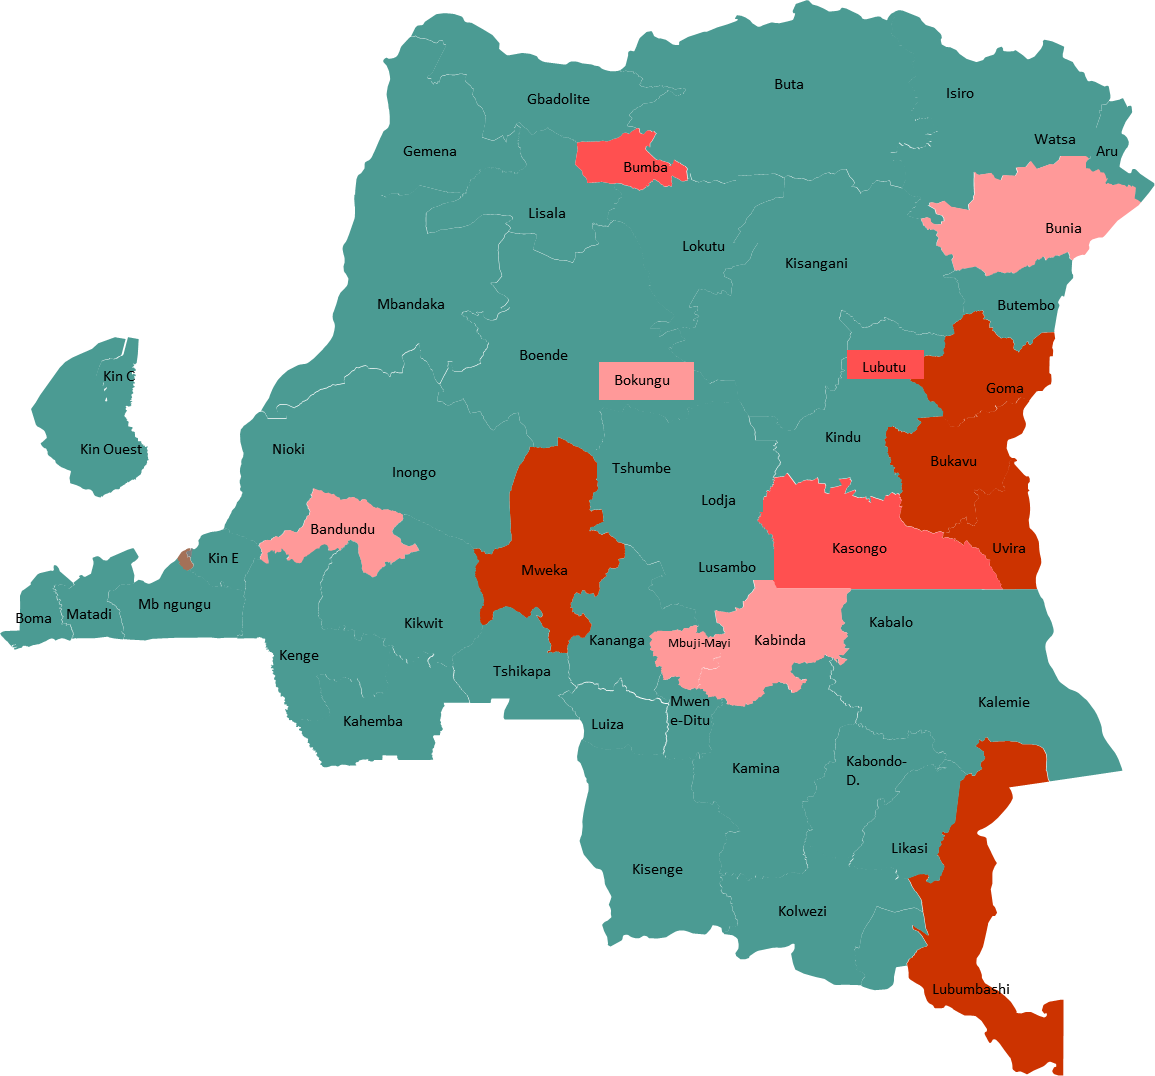 Buta
Isiro
Gbadolite
Watsa
Aru
Gemena
Bumba
Lisala
Bunia
Lokutu
Kisangani
Mbandaka
Butembo
Boende
Lubutu
Kin C
Bokungu
Goma
Kindu
Kin Ouest
Nioki
Bukavu
Inongo
Tshumbe
Lodja
Bandundu
Kasongo
Uvira
Kin E
Lusambo
Mweka
Mb ngungu
Matadi
Boma
Kikwit
Kabalo
Kananga
Mbuji-Mayi
Kabinda
Kenge
Tshikapa
Mwen
e-Ditu
Kalemie
Kahemba
Luiza
Kamina
Kabondo-
D.
Likasi
Kisenge
Kolwezi
Lubumbashi